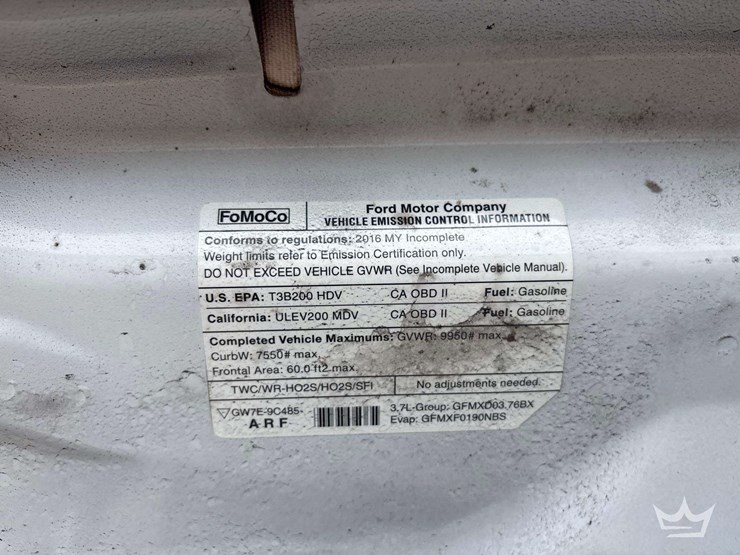 FoMoCo
Ford Motor Company
VEHICLE EMISSION CONTROL INFORMATION
Conforms to regulations: 2016 MY Incomplete
Weight limits refer to Emission Certification only.
DO NOT EXCEED VEHICLE GVWR (See Incomplete Vehicle Manual).
U.S. EPA: T3B200 HDV CA OBD II Fuel: Gasoline
California: ULEV200 MDV CA OBD II Fuel: Gasoline
Completed Vehicle Maximums: GVWR: 9950# max,
CurbW: 7550# max,
Frontal Area: 60.0 ft2 max
TWC/WR-HO2S/HO2S/SFI No adjustments needed.
GW7E-9C485-
ARF
3.7L-Group: GFMXD03.76BX
Evap: GFMXF0190NBS